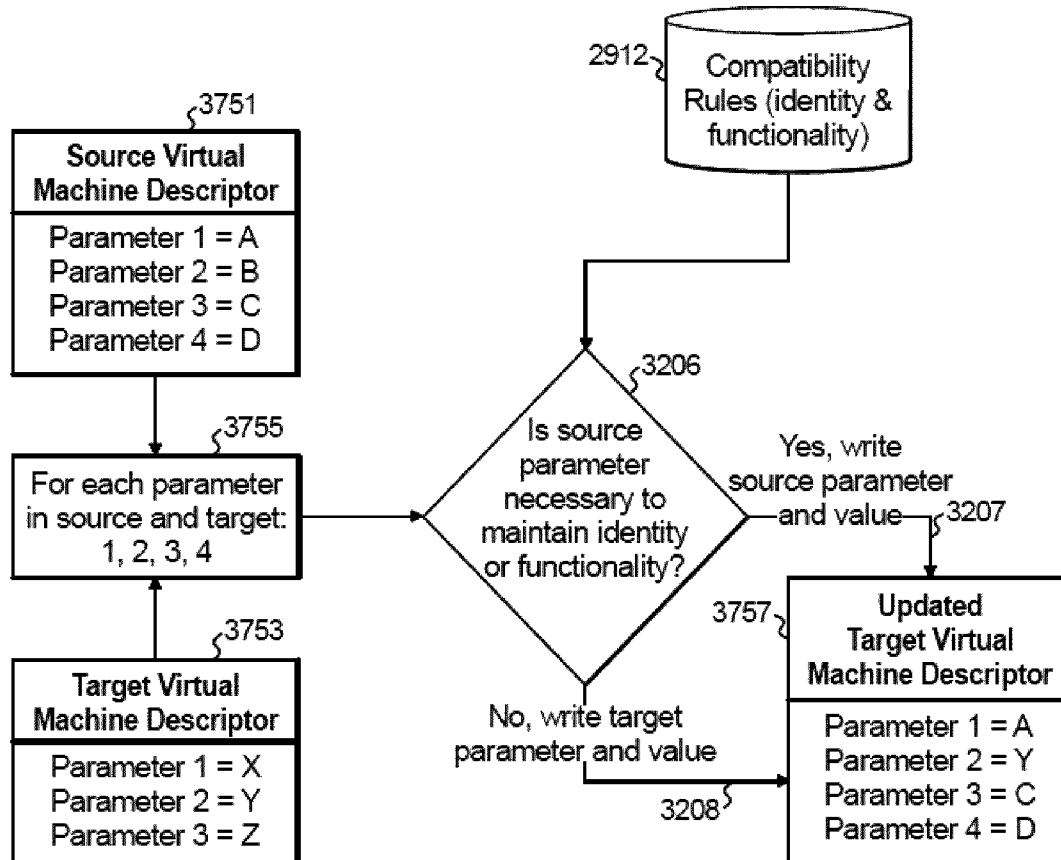 2912
Compatibility
Rules (identity &
functionality)
3751
Source Virtual
Machine Descriptor
Parameter 1 = A
Parameter 2 = B
Parameter 3 = C
Parameter 4 = D
3755
For each parameter
in source and target:
1, 2, 3, 4
3753
Target Virtual
Machine Descriptor
Parameter 1 = X
Parameter 2 = Y
Parameter 3 = Z
3206
Is source
parameter
necessary to
maintain identity
or functionality?
Yes, write
source parameter
and value
3207
No, write target
parameter and value
3208
3757
Updated
Target Virtual
Machine Descriptor
Parameter 1 = A
Parameter 2 = Y
Parameter 3 = C
Parameter 4 = D